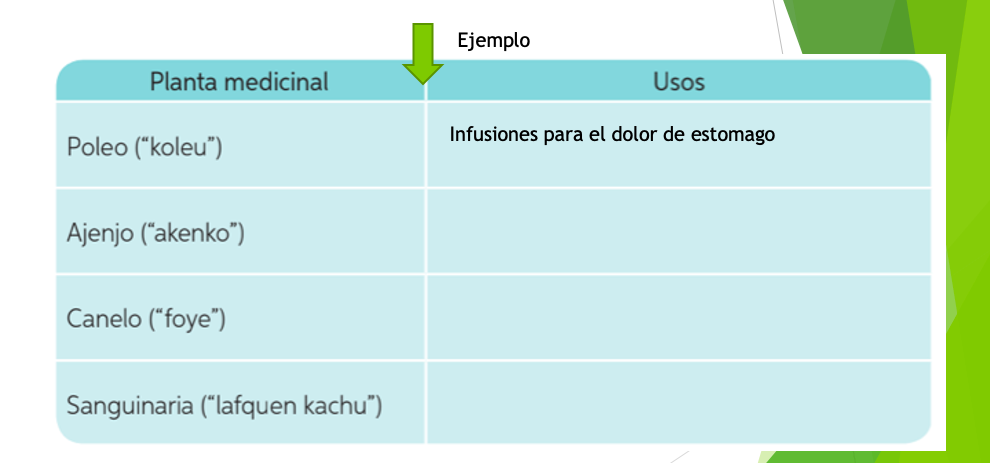 Ejemplo
Planta medicinal Usos
Poleo (“koleu”) Infusiones para el dolor de estomago
Ajenjo (“akenko”)
Canelo (“foye”)
Sanguinaria (“lafquen kachu”)